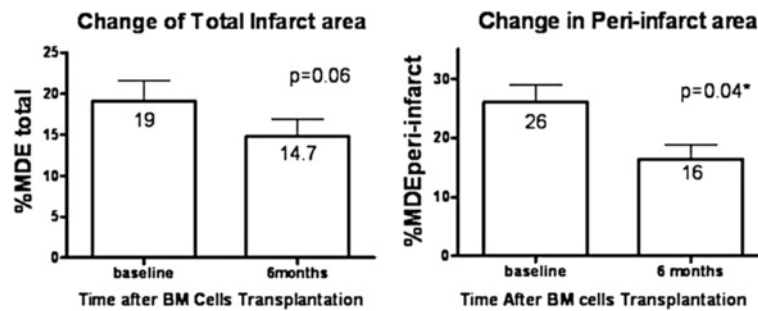 Change of Total Infarct area
%MDE total
25
20
15
10
5
0
p=0.06
19
14.7
baseline 6months
Time after BM Cells Transplantation
Change in Peri-infarct area
%MDEperi-infarct
30
20
10
0
p=0.04*
26
16
baseline 6 months
Time After BM cells Transplantation